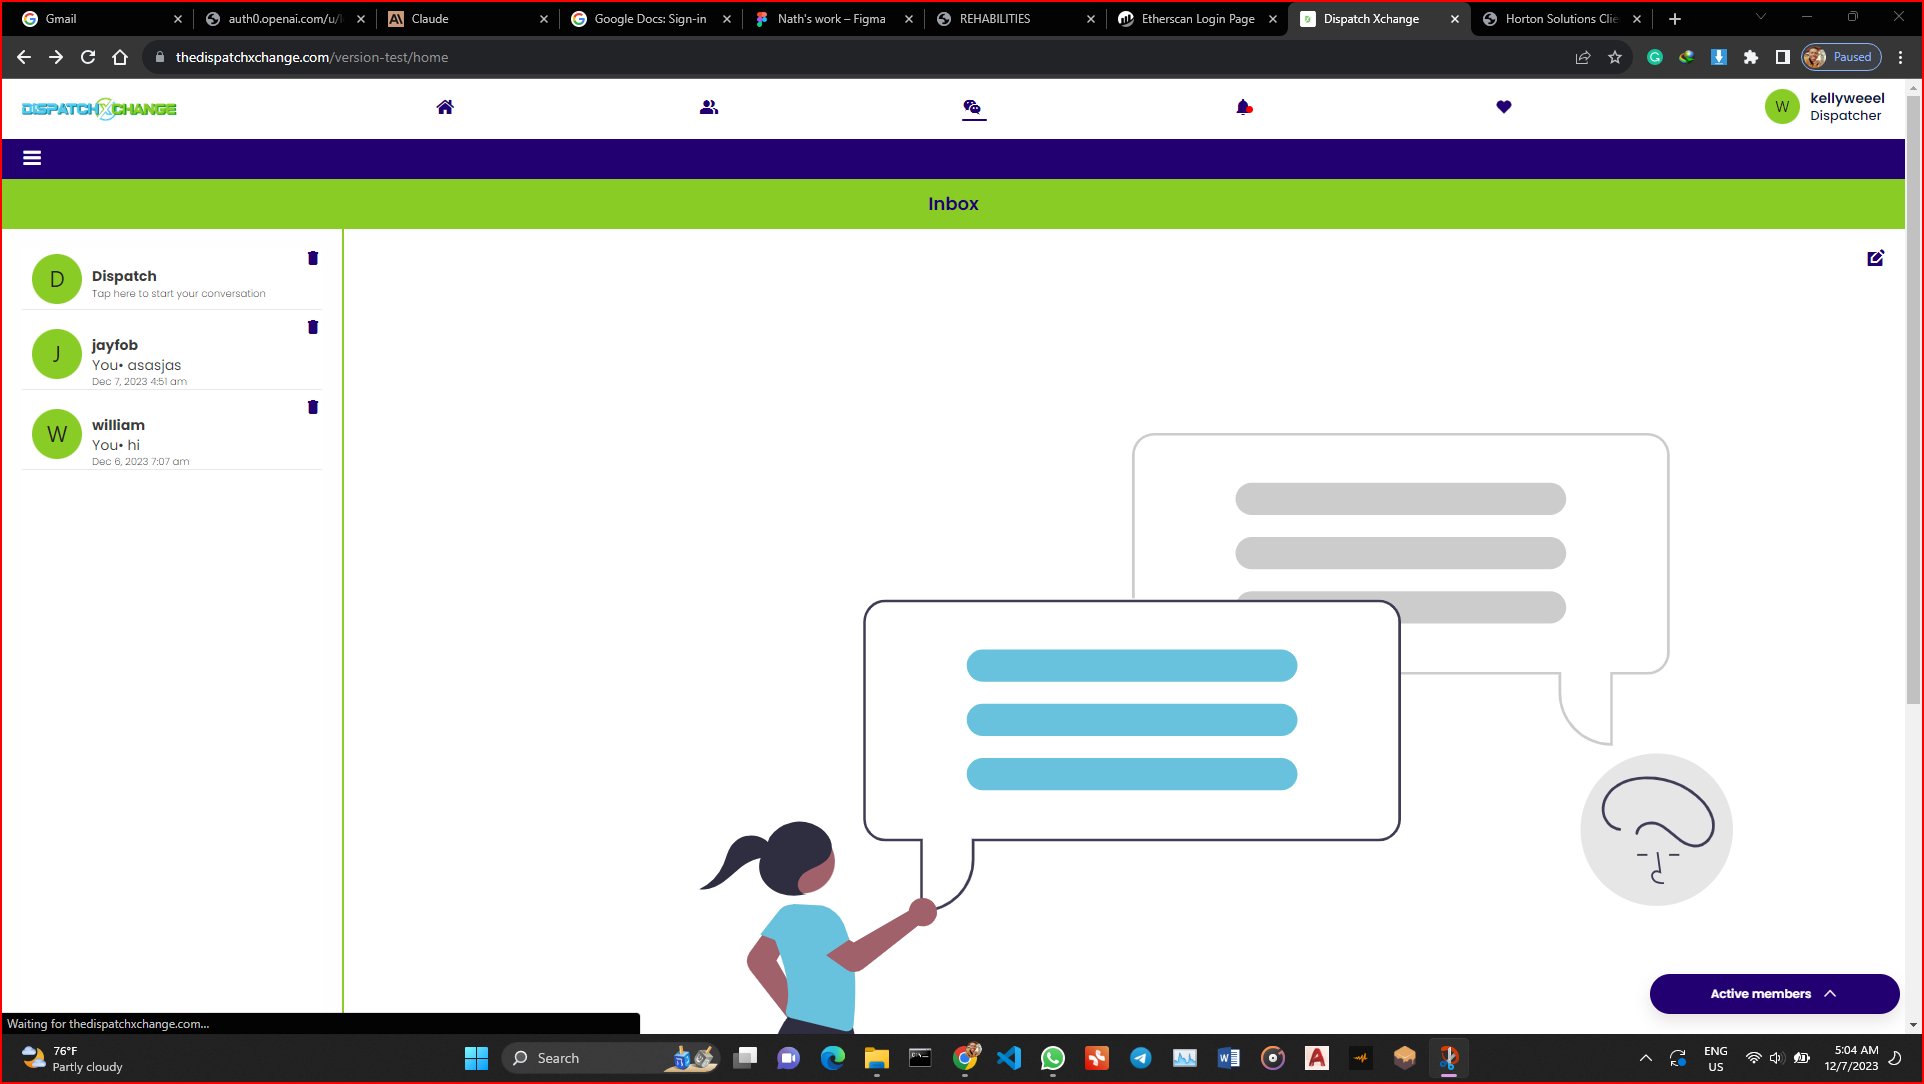 Gmail
auth0.openai.com/u/l
Claude
Google Docs: Sign-in
Nath's work – Figma
REHABILITIES
Etherscan Login Page
Dispatch Xchange
Horton Solutions Clie
thedispatchxchange.com/version-test/home
Paused
DISPATCHXCHANGE
W
kellyweeel
Dispatcher
Inbox
D
Dispatch
Tap here to start your conversation
J
jayfob
You• asasjas
Dec 7, 2023 4:51 am
W
william
You• hi
Dec 6, 2023 7:07 am
Active members
Waiting for thedispatchxchange.com...
76°F
Partly cloudy
Search
ENG
US
5:04 AM
12/7/2023